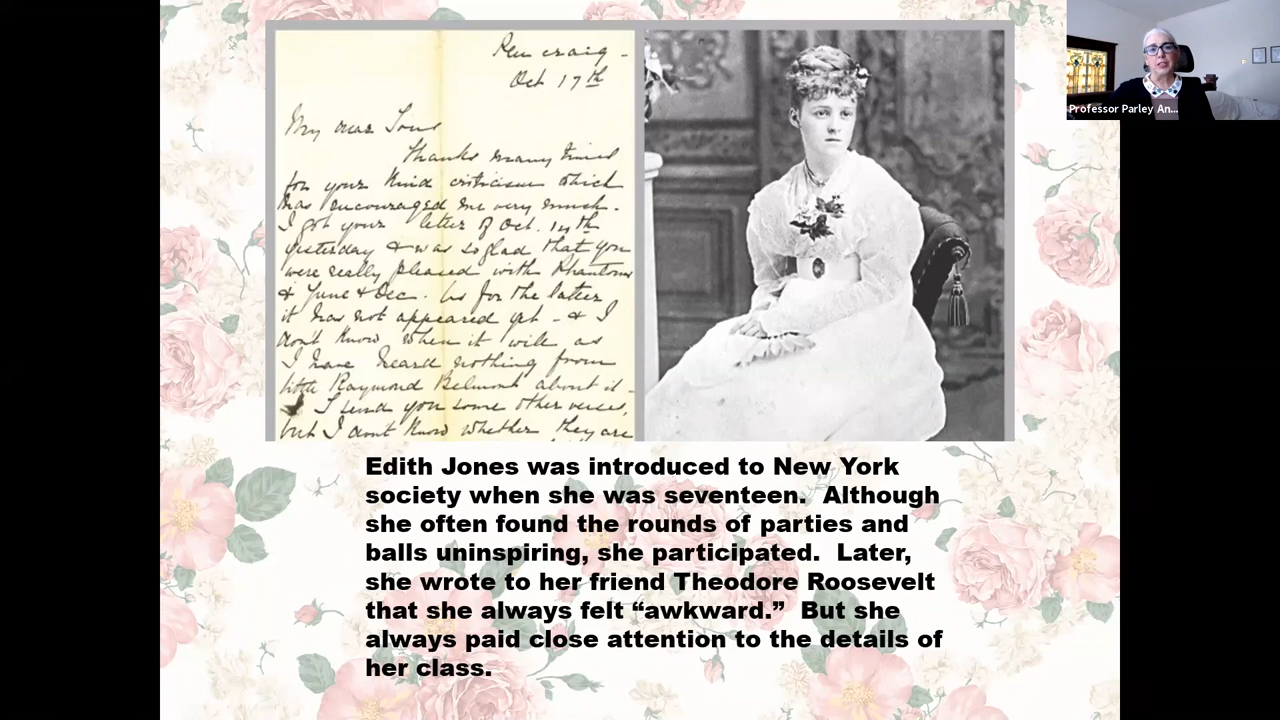 Pen craig -
Oct 17th
My dear
Thanks many times
for your kind criticism which
has encouraged me very much.
I got your letter of Oct. 14th
yesterday & was so glad that you
were really pleased with Phantoms
& June & Dec. As for the latter
it has not appeared yet - & I
don't know when it will as
I have heard nothing from
Raymond Belmont about it -
I send you some other verses,
but I don't know whether they are
Professor Parley An...
Edith Jones was introduced to New York
society when she was seventeen. Although
she often found the rounds of parties and
balls uninspiring, she participated. Later,
she wrote to her friend Theodore Roosevelt
that she always felt “awkward.” But she
always paid close attention to the details of
her class.